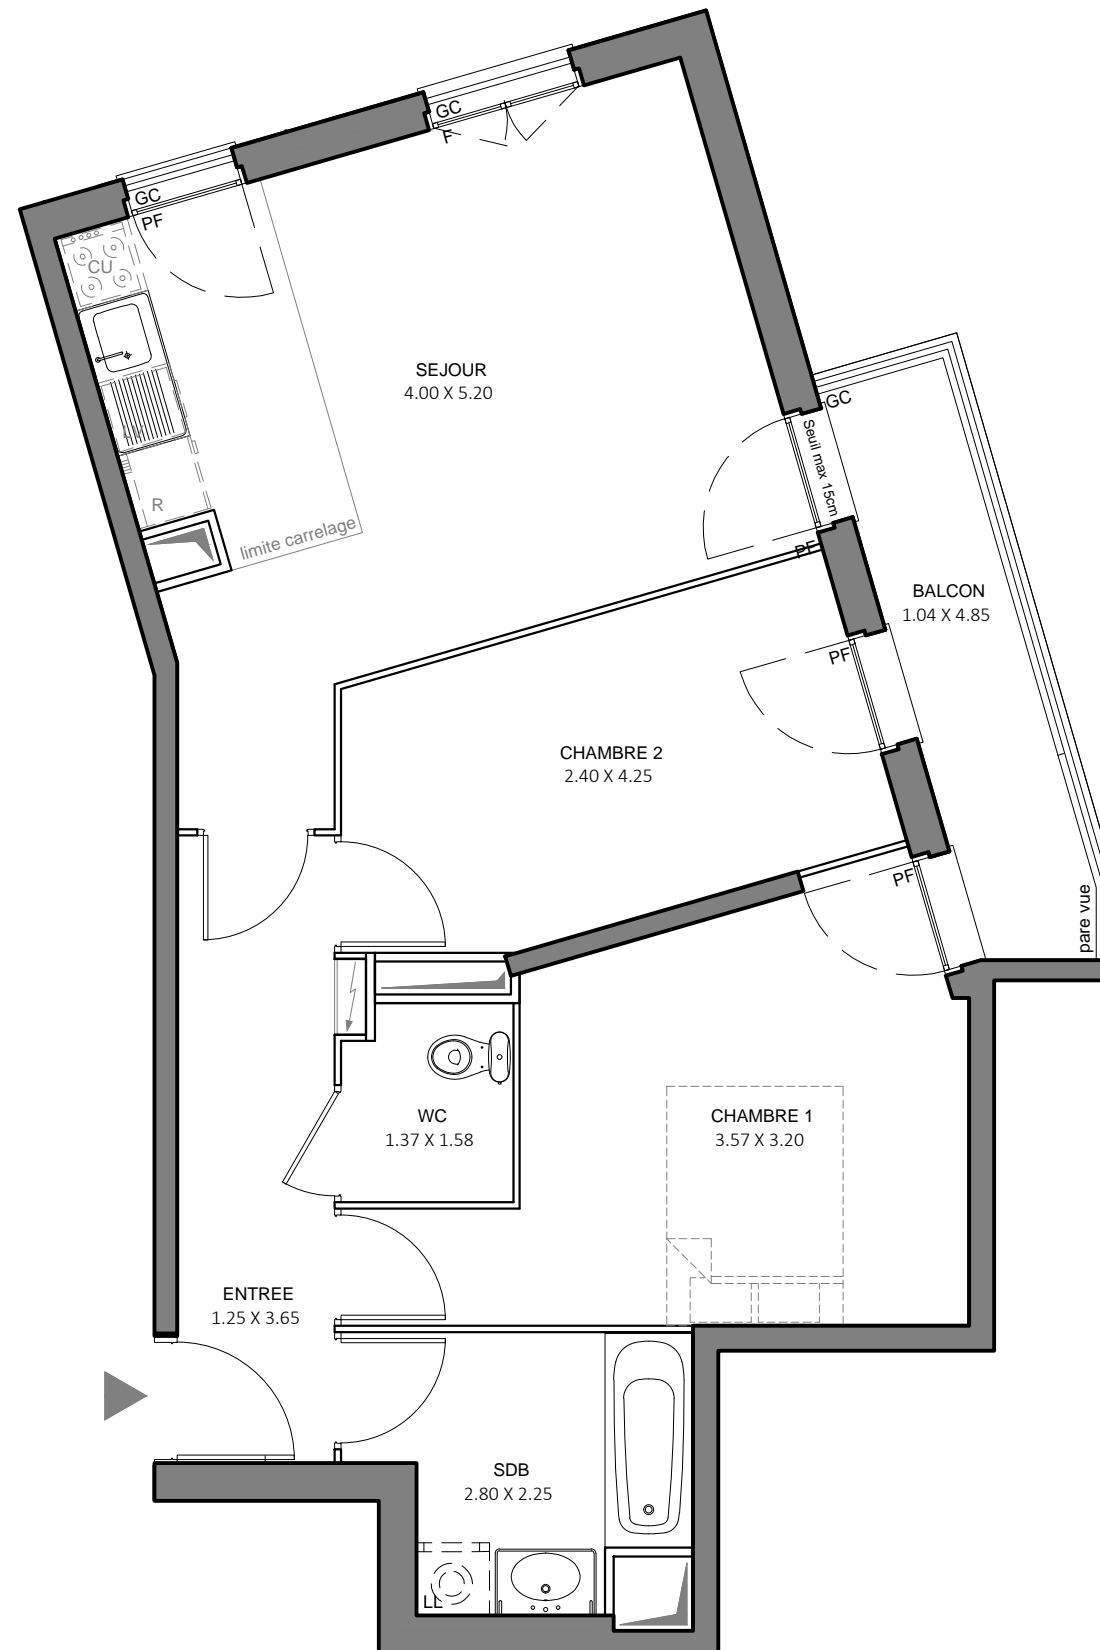 GC
F
GC
PF
CU
SEJOUR
4.00 X 5.20
GC
Seuil max 15cm
PF
R
limite carrelage
BALCON
1.04 X 4.85
PF
CHAMBRE 2
2.40 X 4.25
PF
pare vue
WC
1.37 X 1.58
CHAMBRE 1
3.57 X 3.20
ENTREE
1.25 X 3.65
SDB
2.80 X 2.25
LL